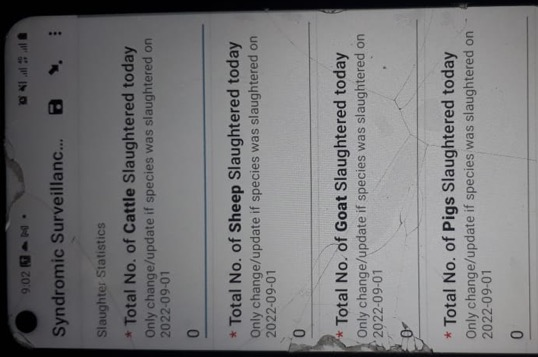 9:02
Syndromic Surveillanc...
Slaughter Statistics
* Total No. of Cattle Slaughtered today
Only change/update if species was slaughtered on
2022-09-01
0
* Total No. of Sheep Slaughtered today
Only change/update if species was slaughtered on
2022-09-01
0
* Total No. of Goat Slaughtered today
Only change/update if species was slaughtered on
2022-09-01
0
* Total No. of Pigs Slaughtered today
Only change/update if species was slaughtered on
2022-09-01
0